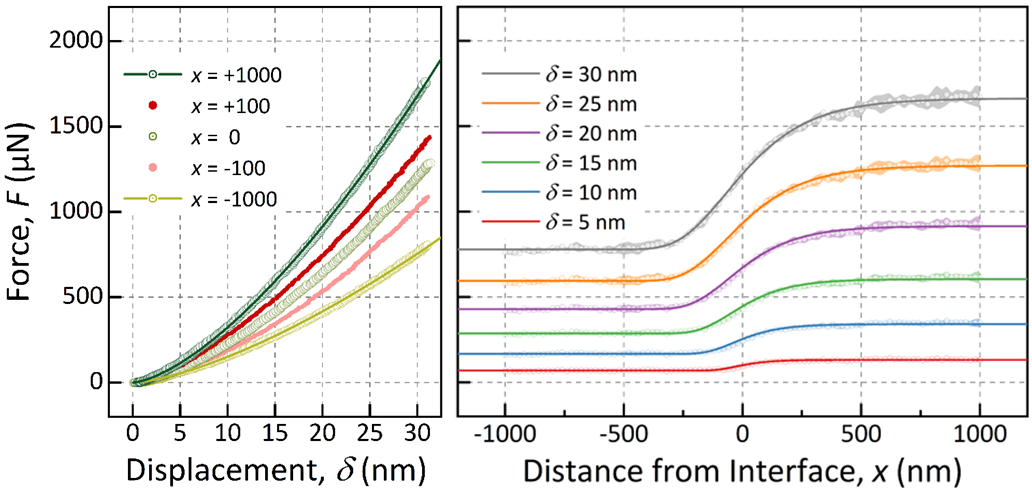 2000
1500
1000
500
0
Force, F (μN)
x = +1000
x = +100
x = 0
x = -100
x = -1000
0 5 10 15 20 25 30
Displacement, δ (nm)
δ = 30 nm
δ = 25 nm
δ = 20 nm
δ = 15 nm
δ = 10 nm
δ = 5 nm
-1000 -500 0 500 1000
Distance from Interface, x (nm)